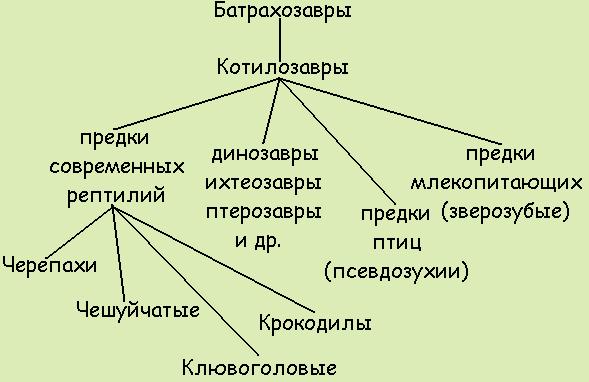 Батрахозавры
Котилозавры
предки
современных
рептилий
динозавры
ихтеозавры
птерозавры
и др.
предки
птиц
(псевдозухии)
предки
млекопитающих
(зверозубые)
Черепахи
Чешуйчатые
Клювоголовые
Крокодилы